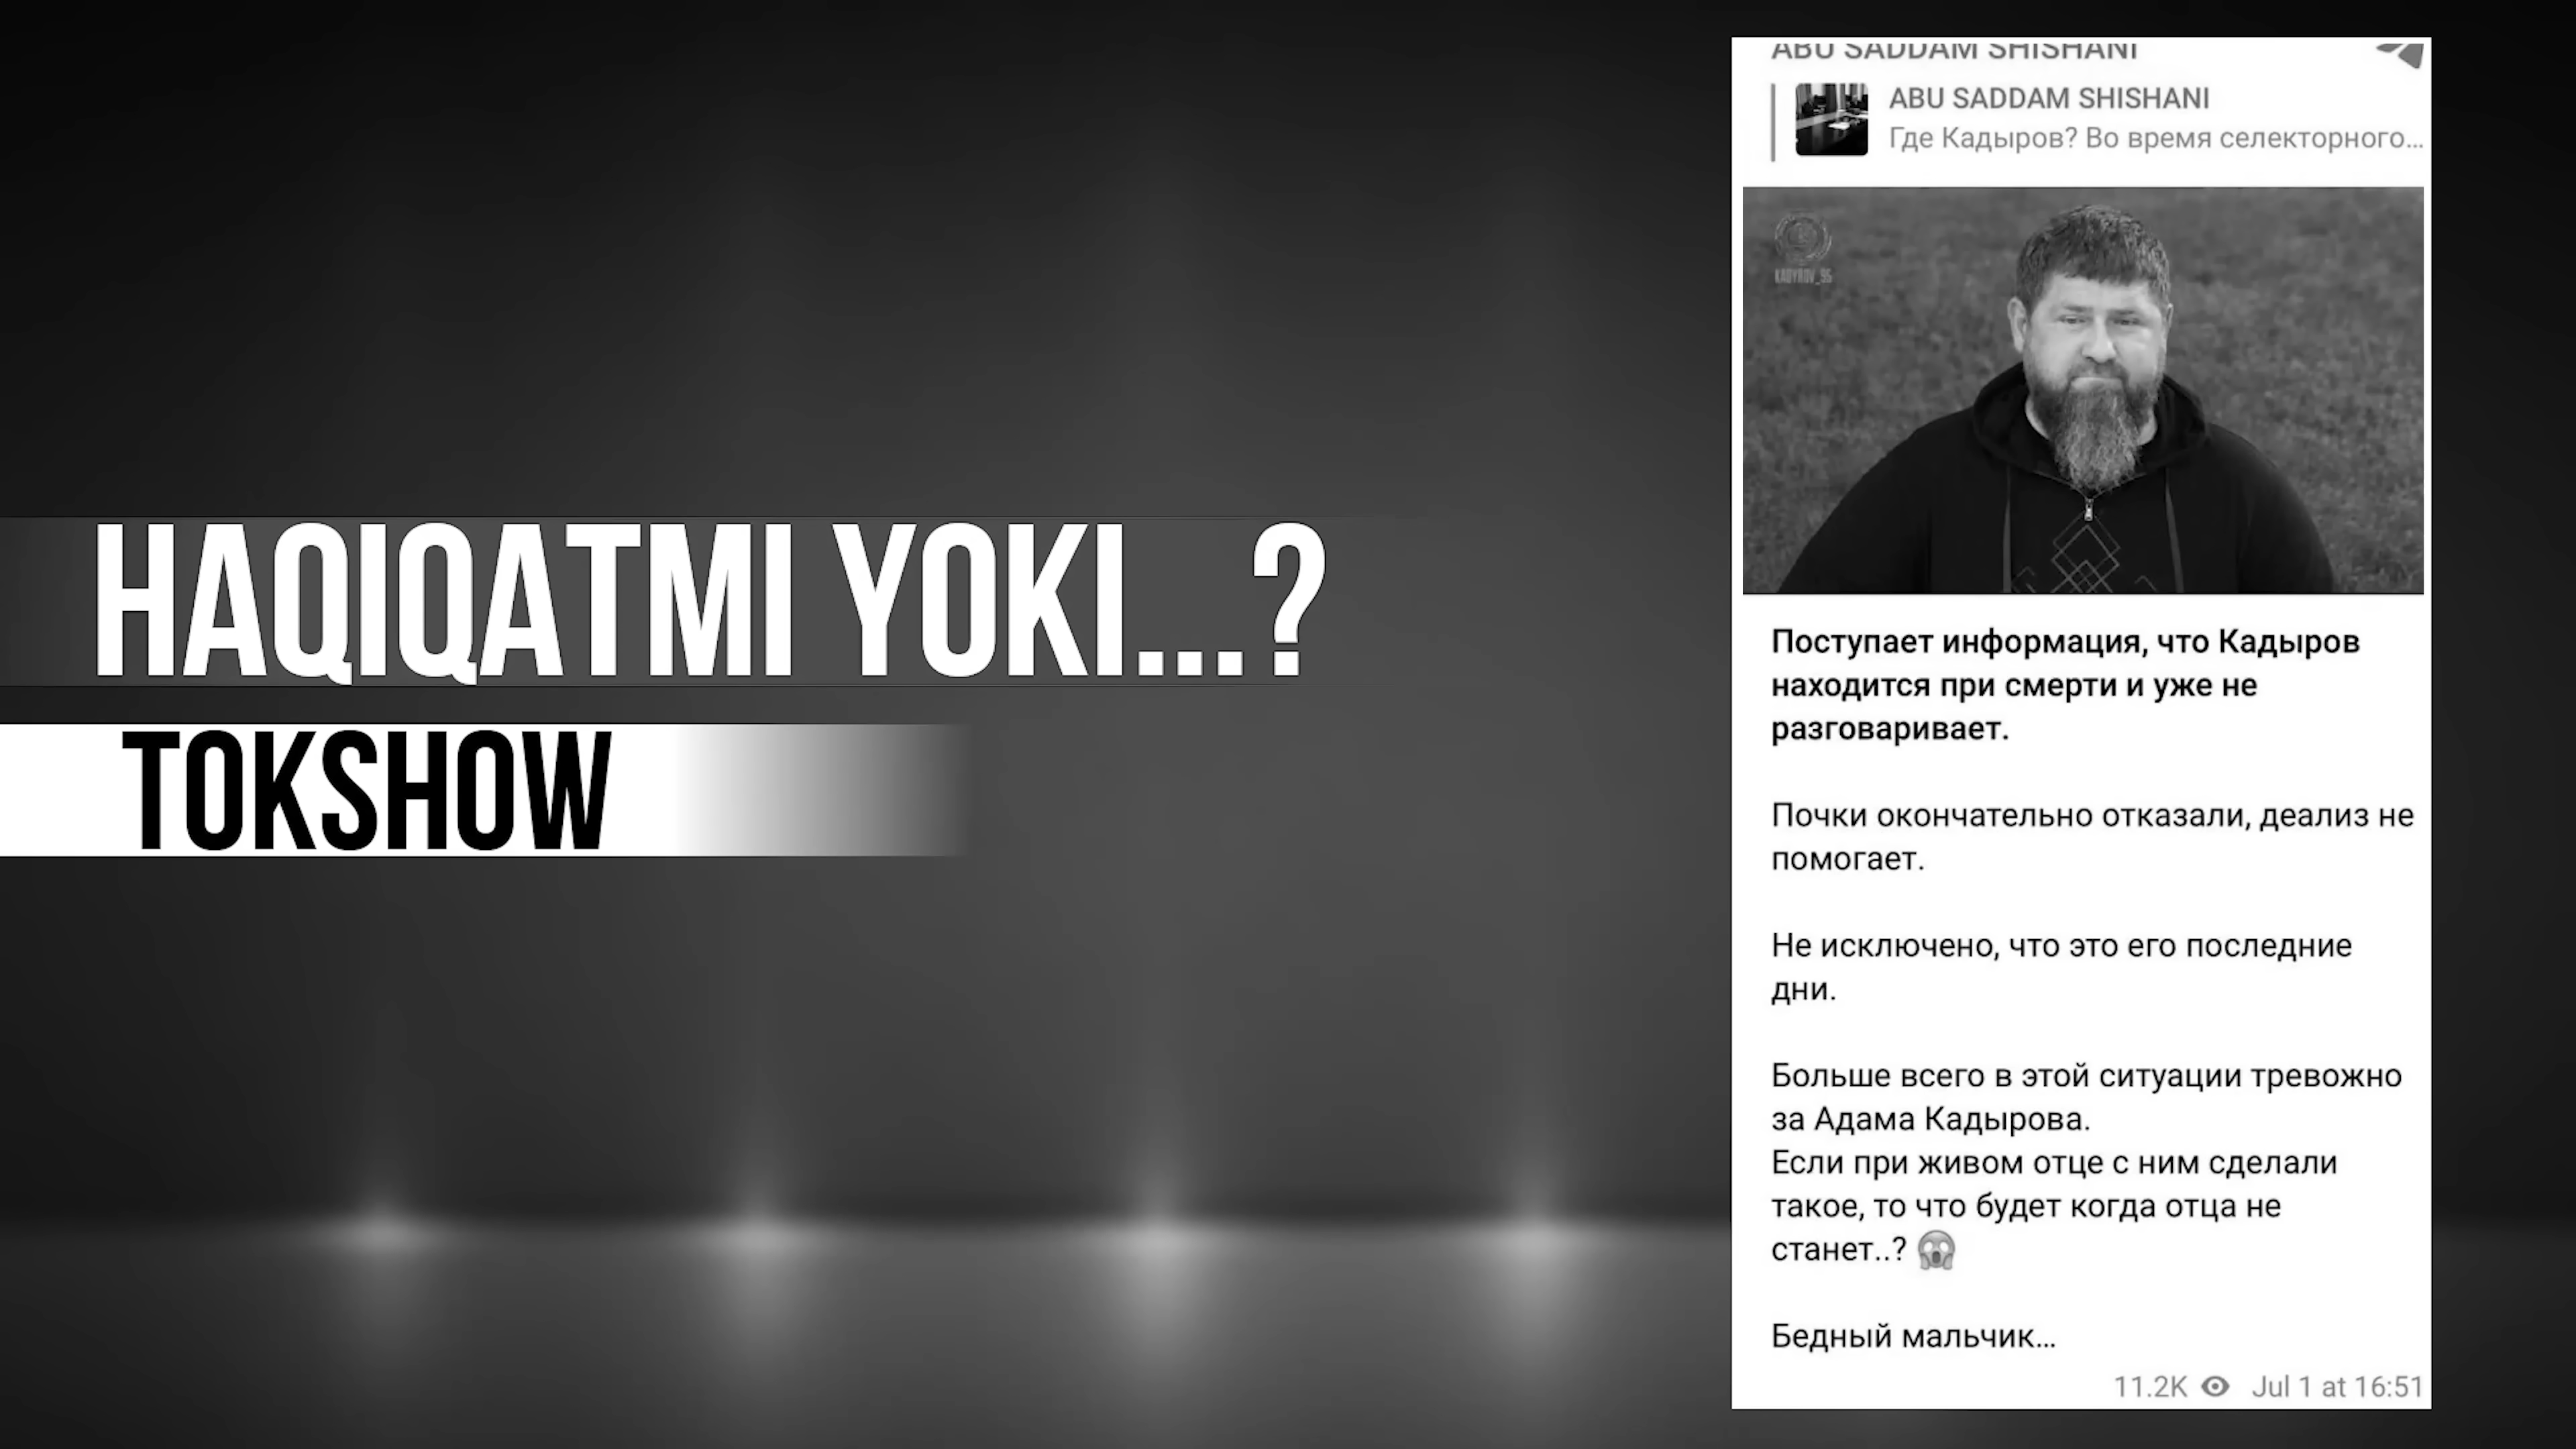 HAQIQATMI YOKI...?
TOKSHOW
ABU SADDAM SHISHANI
ABU SADDAM SHISHANI
Где Кадыров? Во время селекторного...
KADYROV_95
Поступает информация, что Кадыров
находится при смерти и уже не
разговаривает.
Почки окончательно отказали, деализ не
помогает.
Не исключено, что это его последние
дни.
Больше всего в этой ситуации тревожно
за Адама Кадырова.
Если при живом отце с ним сделали
такое, то что будет когда отца не
станет..? 😱
Бедный мальчик...
11.2K Jul 1 at 16:51